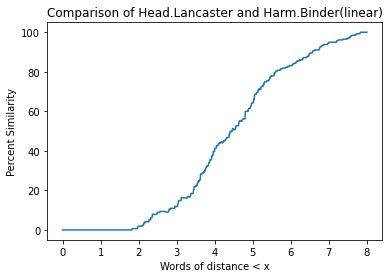 Comparison of Head.Lancaster and Harm.Binder(linear)
100
80
60
40
20
0
Percent Similarity
0 1 2 3 4 5 6 7 8
Words of distance < x